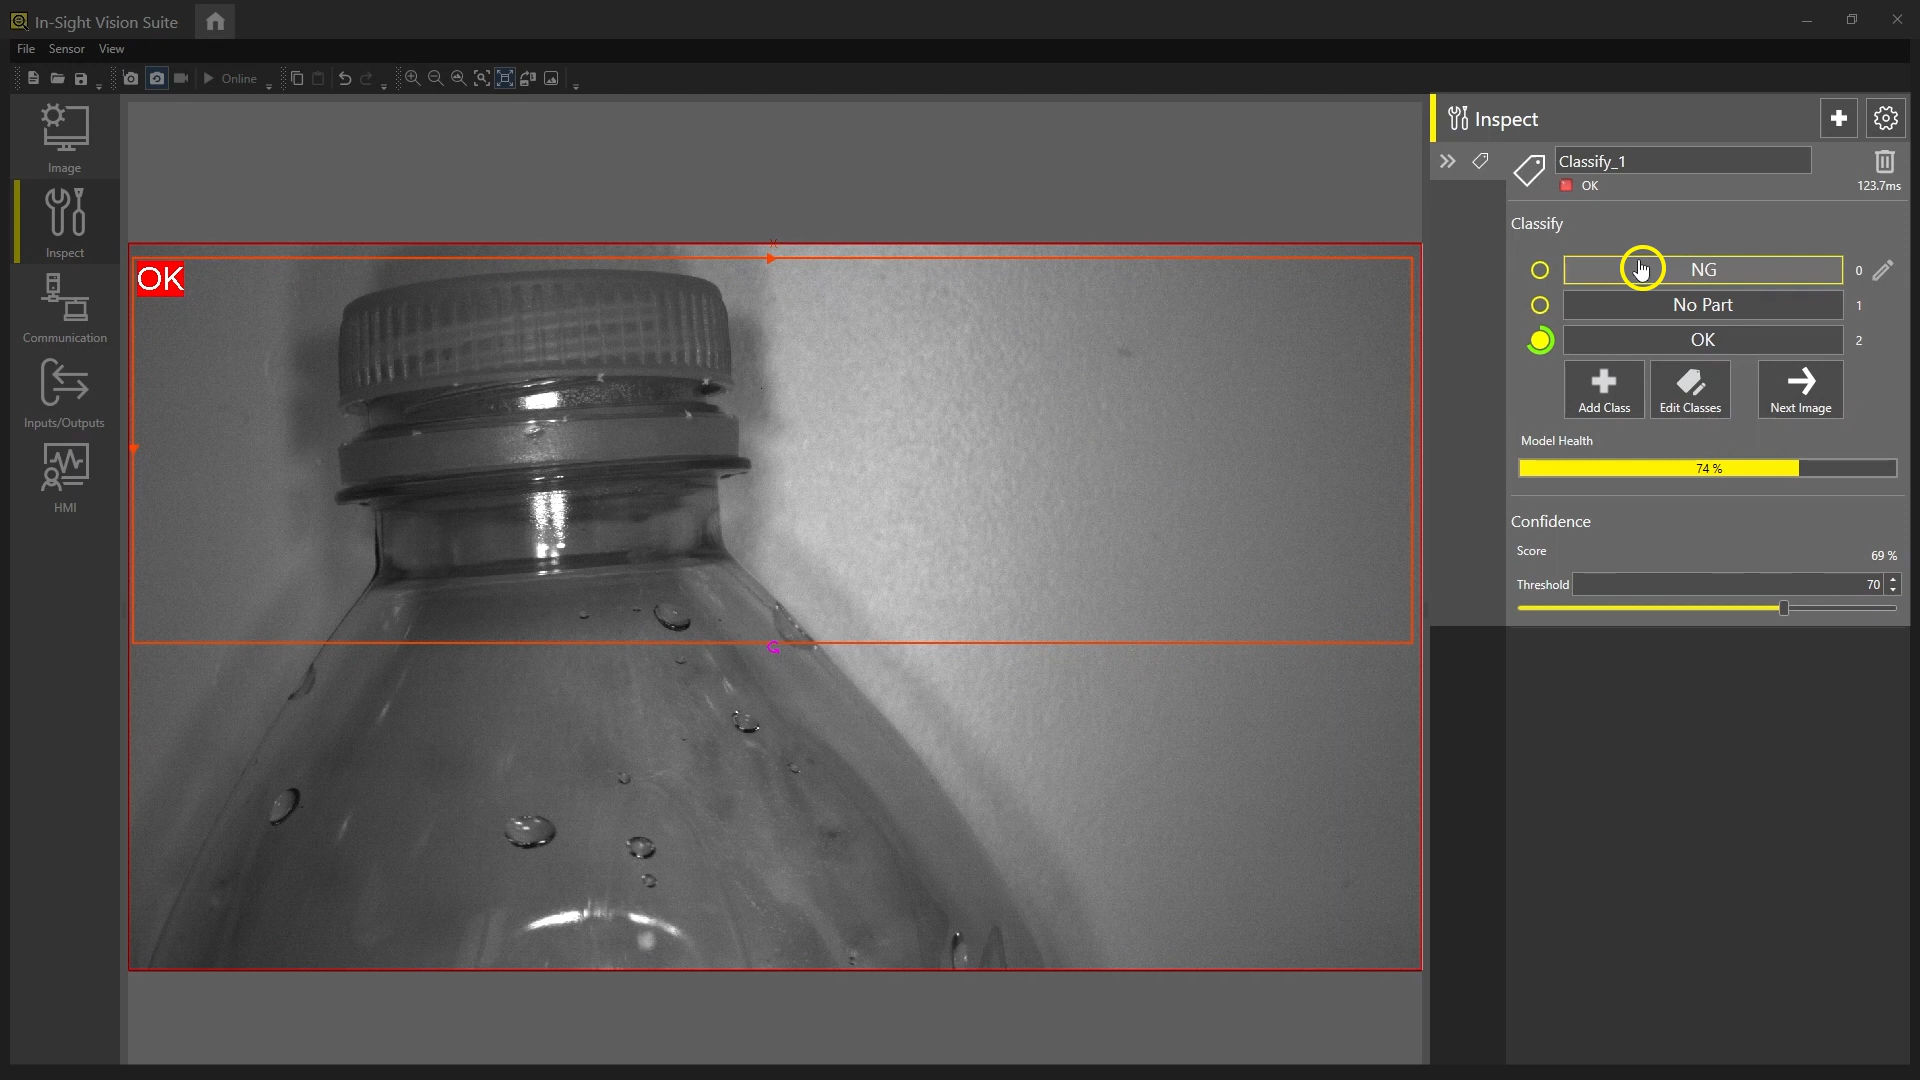 In-Sight Vision Suite
File Sensor View
Online
Image
Inspect
Communication
Inputs/Outputs
HMI
OK
X
Inspect
Classify_1
OK
123.7ms
Classify
NG 0
No Part 1
OK 2
Add Class Edit Classes Next Image
Model Health
74 %
Confidence
Score 69 %
Threshold 70